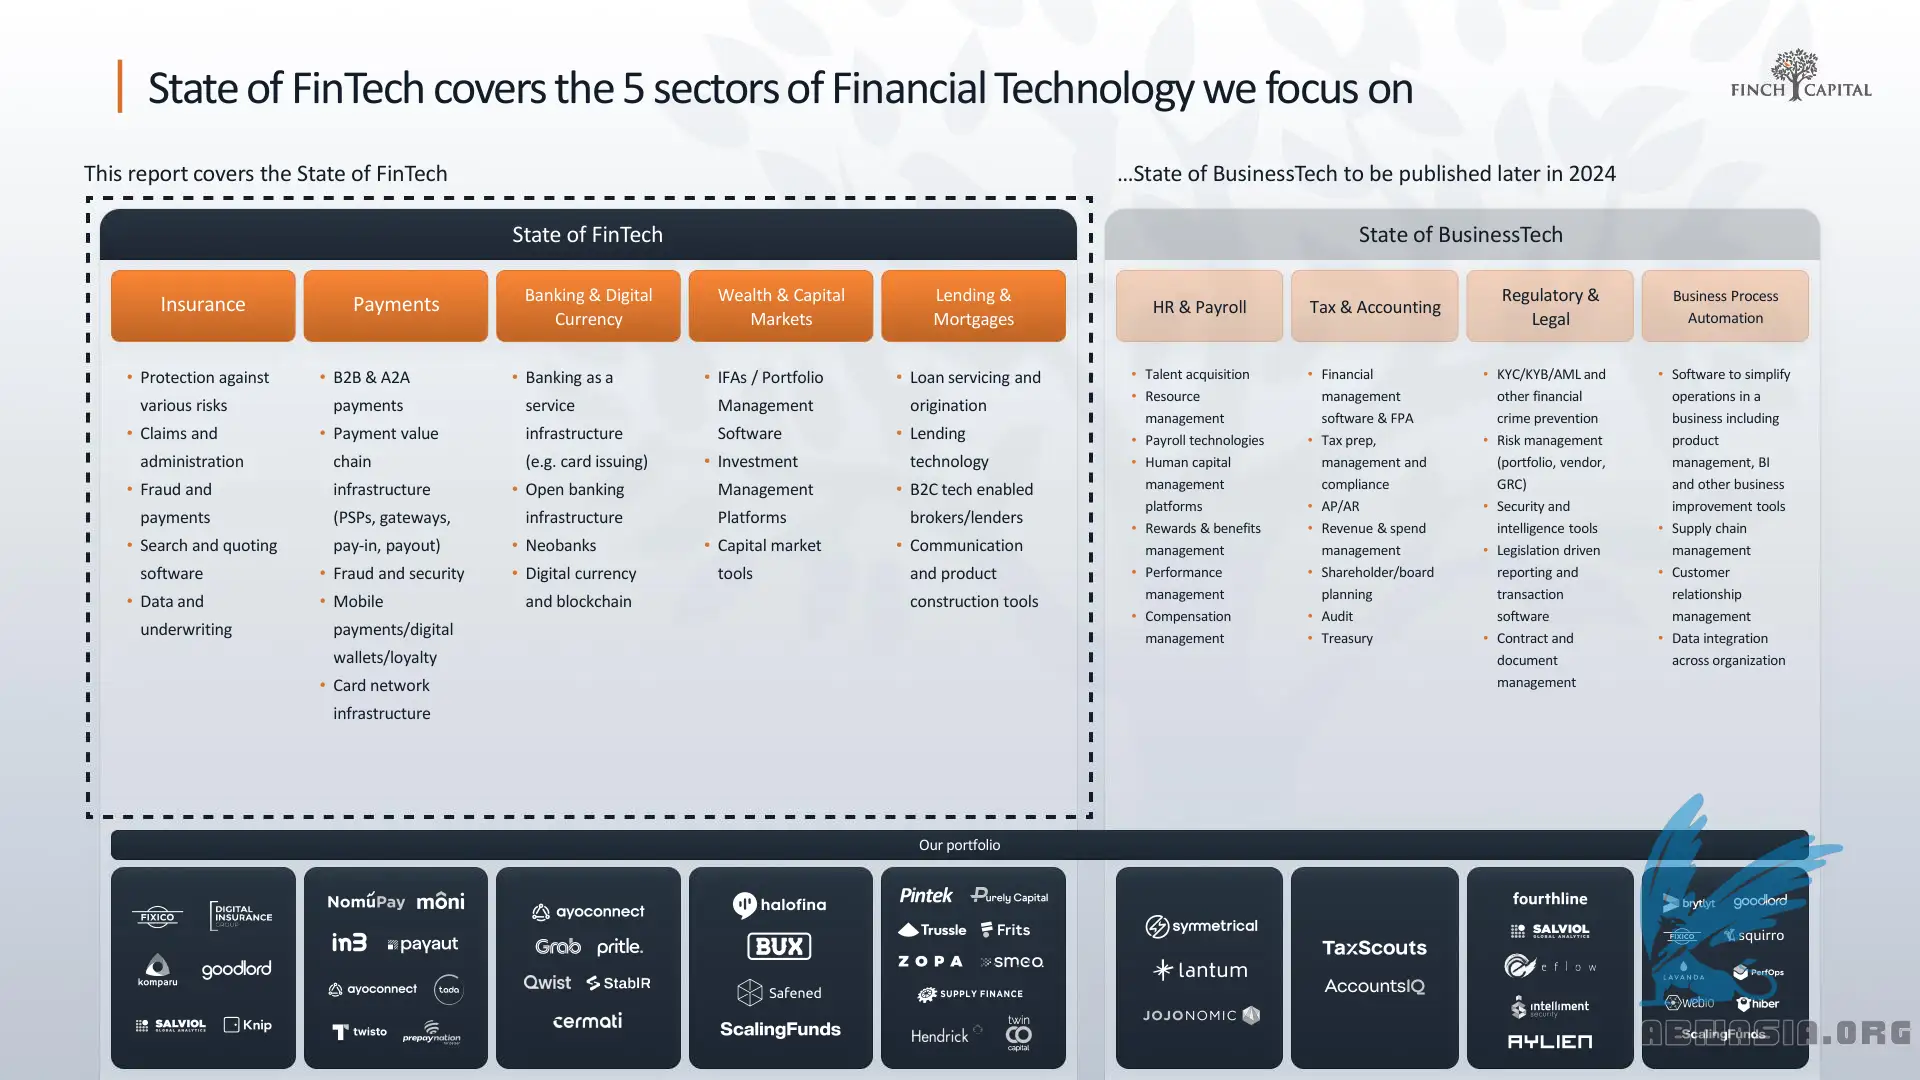 State of FinTech covers the 5 sectors of Financial Technology we focus on
FINCH CAPITAL
This report covers the State of FinTech
...State of BusinessTech to be published later in 2024
State of FinTech
Insurance
Payments
Banking & Digital
Currency
Wealth & Capital
Markets
Lending &
Mortgages
• Protection against
various risks
• Claims and
administration
• Fraud and
payments
• Search and quoting
software
• Data and
underwriting
• B2B & A2A
payments
• Payment value
chain
infrastructure
(PSPs, gateways,
pay-in, payout)
• Fraud and security
• Mobile
payments/digital
wallets/loyalty
• Card network
infrastructure
• Banking as a
service
infrastructure
(e.g. card issuing)
• Open banking
infrastructure
• Neobanks
• Digital currency
and blockchain
• IFAs / Portfolio
Management
Software
• Investment
Management
Platforms
• Capital market
tools
• Loan servicing and
origination
• Lending
technology
• B2C tech enabled
brokers/lenders
• Communication
and product
construction tools
State of BusinessTech
HR & Payroll
Tax & Accounting
Regulatory &
Legal
Business Process
Automation
• Talent acquisition
• Resource
management
• Payroll technologies
• Human capital
management
platforms
• Rewards & benefits
management
• Performance
management
• Compensation
management
• Financial
management
software & FPA
• Tax prep,
management and
compliance
• AP/AR
• Revenue & spend
management
• Shareholder/board
planning
• Audit
• Treasury
• KYC/KYB/AML and
other financial
crime prevention
• Risk management
(portfolio, vendor,
GRC)
• Security and
intelligence tools
• Legislation driven
reporting and
transaction
software
• Contract and
document
management
• Software to simplify
operations in a
business including
product
management, BI
and other business
improvement tools
• Supply chain
management
• Customer
relationship
management
• Data integration
across organization
Our portfolio
FIXICO
DIGITAL
INSURANCE
GROUP
komparu
goodlord
SALVIOL
GLOBAL ANALYTICS
Knip
NomúPay
môni
in3
payaut
ayoconnect
tada
twisto
prepaynation
ayoconnect
Grab
pritle.
Qwist
StabIR
cermati
halofina
BUX
Safened
ScalingFunds
Pintek
Purely Capital
Trussle
Frits
ZOPA
smeo
SUPPLY FINANCE
Hendrick
twin
co
capital
symmetrical
lantum
JOJONOMIC
TaxScouts
AccountsIQ
fourthline
SALVIOL
GLOBAL ANALYTICS
eflow
intelliment
security
AYLIEN
brytlyt
goodlord
FIXICO
squirro
LAVANDA
PerfOps
webio
hiber
ScalingFunds